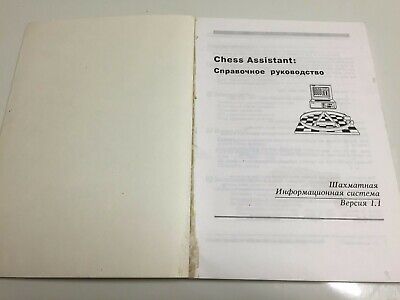 Chess Assistant:
Справочное руководство
Шахматная
Информационная система
Версия 1.1